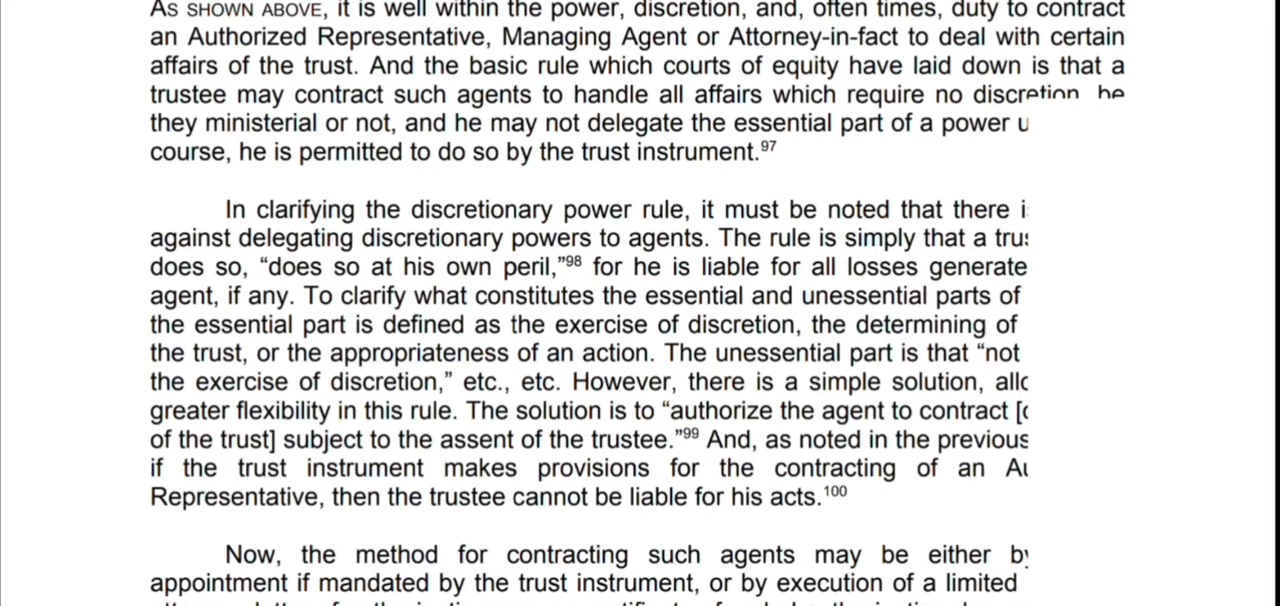 AS SHOWN ABOVE, it is well within the power, discretion, and, often times, duty to contract
an Authorized Representative, Managing Agent or Attorney-in-fact to deal with certain
affairs of the trust. And the basic rule which courts of equity have laid down is that a
trustee may contract such agents to handle all affairs which require no discretion, be
they ministerial or not, and he may not delegate the essential part of a power
course, he is permitted to do so by the trust instrument.97
In clarifying the discretionary power rule, it must be noted that there
against delegating discretionary powers to agents. The rule is simply that a
does so, “does so at his own peril,”98 for he is liable for all losses
agent, if any. To clarify what constitutes the essential and unessential parts of
the essential part is defined as the exercise of discretion, the determining of
the trust, or the appropriateness of an action. The unessential part is that “not
the exercise of discretion,” etc., etc. However, there is a simple solution,
greater flexibility in this rule. The solution is to “authorize the agent to contract
of the trust] subject to the assent of the trustee.”99 And, as noted in the previous
if the trust instrument makes provisions for the contracting of an
Representative, then the trustee cannot be liable for his acts.100
Now, the method for contracting such agents may be either
appointment if mandated by the trust instrument, or by execution of a limited